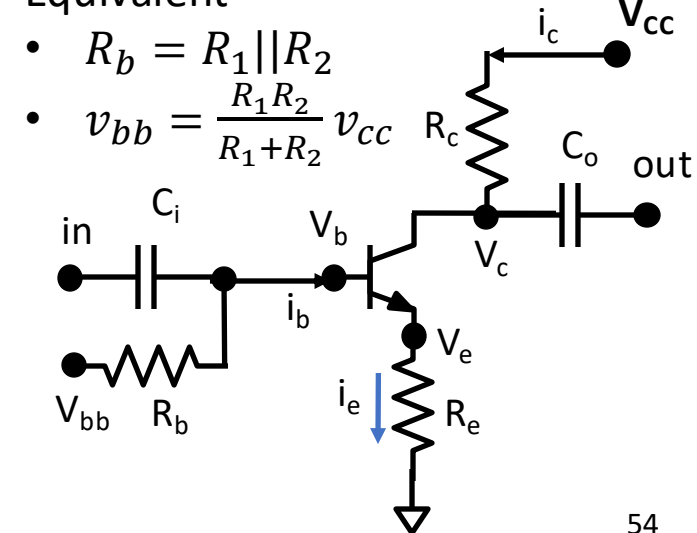 Equivalent
• R_b = R_1||R_2
• v_bb = R_1R_2/R_1+R_2 v_cc
i_c
V_cc
R_c
C_o
out
C_i
in
V_b
V_c
i_b
V_e
V_bb
R_b
i_e
R_e
54